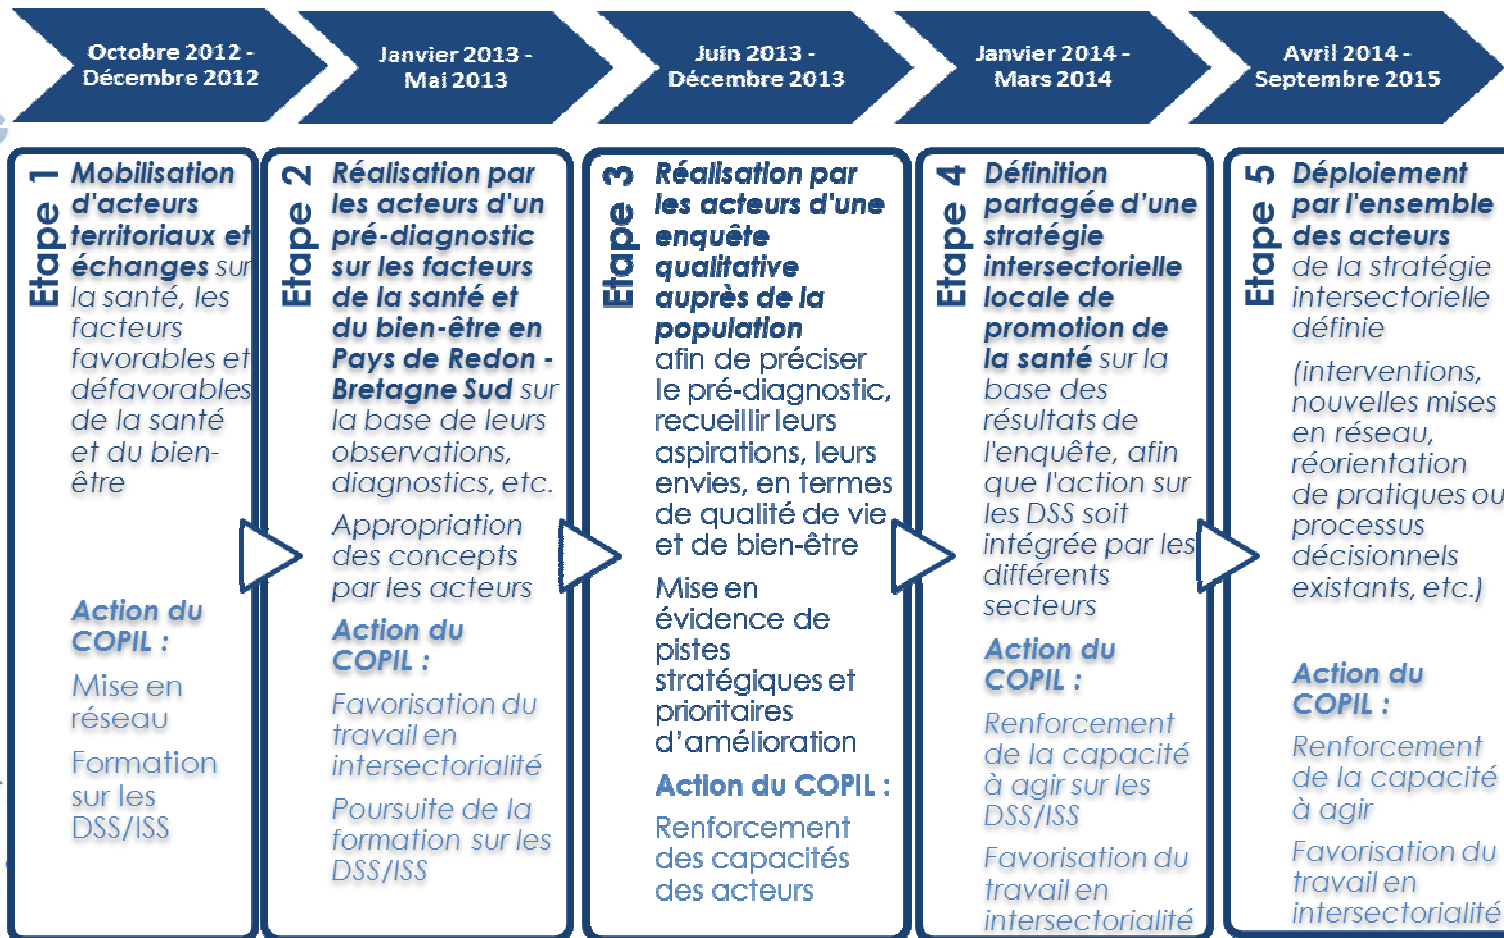 Octobre 2012 -
Décembre 2012
Janvier 2013 -
Mai 2013
Juin 2013 -
Décembre 2013
Janvier 2014 -
Mars 2014
Avril 2014 -
Septembre 2015
Etape 1
Mobilisation
d'acteurs
territoriaux et
échanges sur
la santé, les
facteurs
favorables et
défavorables
de la santé
et du bien-
être
Action du
COPIL :
Mise en
réseau
Formation
sur les
DSS/ISS
Etape 2
Réalisation par
les acteurs d'un
pré-diagnostic
sur les facteurs
de la santé et
du bien-être en
Pays de Redon -
Bretagne Sud sur
la base de leurs
observations,
diagnostics, etc.
Appropriation
des concepts
par les acteurs
Action du
COPIL :
Favorisation du
travail en
intersectorialité
Poursuite de la
formation sur les
DSS/ISS
Etape 3
Réalisation par
les acteurs d'une
enquête
qualitative
auprès de la
population
afin de préciser
le pré-diagnostic,
recueillir leurs
aspirations, leurs
envies, en termes
de qualité de vie
et de bien-être
Mise en
évidence de
pistes
stratégiques et
prioritaires
d'amélioration
Action du COPIL :
Renforcement
des capacités
des acteurs
Etape 4
Définition
partagée d'une
stratégie
intersectorielle
locale de
promotion de
la santé sur la
base des
résultats de
l'enquête, afin
que l'action sur
les DSS soit
intégrée par les
différents
secteurs
Action du
COPIL :
Renforcement
de la capacité
à agir sur les
DSS/ISS
Favorisation du
travail en
intersectorialité
Etape 5
Déploiement
par l'ensemble
des acteurs
de la stratégie
intersectorielle
définie
(interventions,
nouvelles mises
en réseau,
réorientation
de pratiques ou
processus
décisionnels
existants, etc.)
Action du
COPIL :
Renforcement
de la capacité
à agir
Favorisation du
travail en
intersectorialité